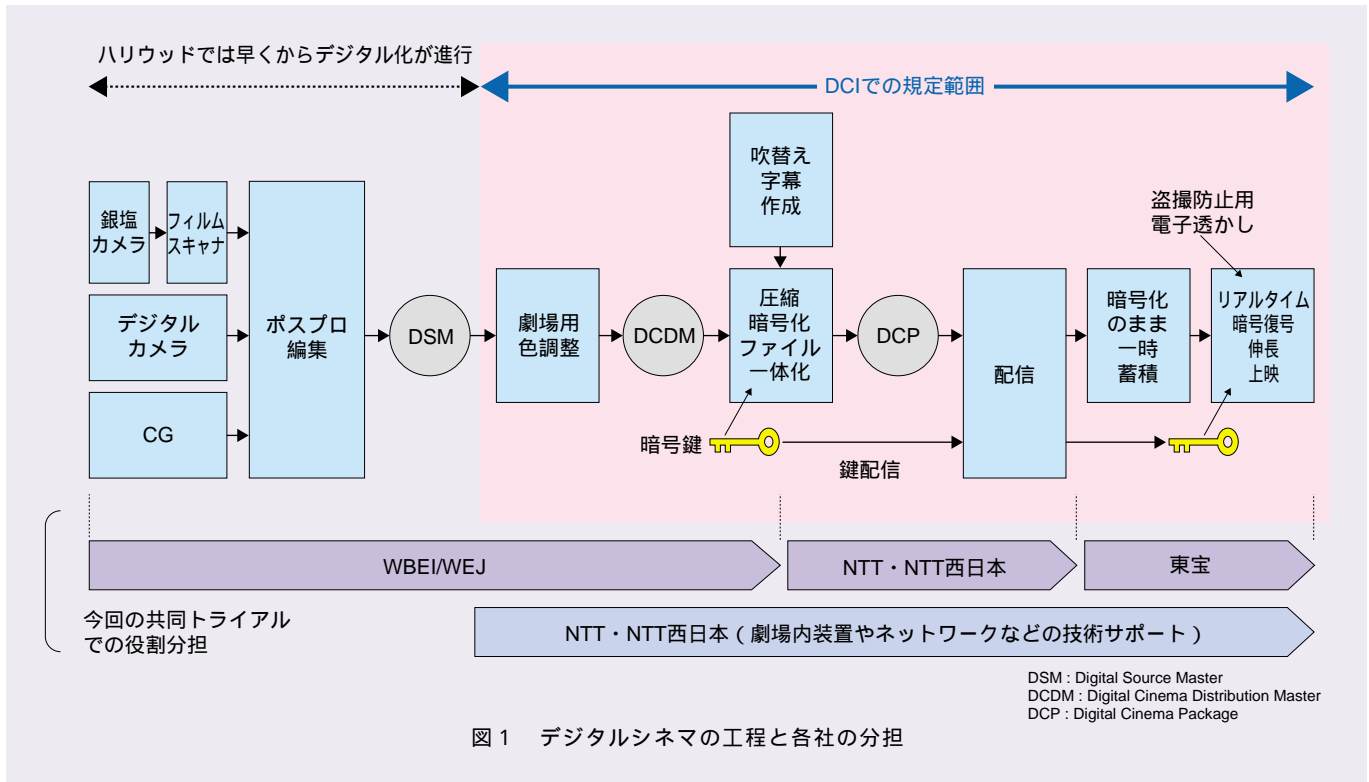 ハリウッドでは早くからデジタル化が進行
DCIでの規定範囲
吹替え
字幕
作成
盗撮防止用
電子透かし
銀塩
カメラ
フィルム
スキャナ
デジタル
カメラ
CG
ポスプロ
編集
DSM
劇場用
色調整
DCDM
圧縮
暗号化
ファイル
一体化
DCP
配信
暗号化
のまま
一時
蓄積
リアルタイム
暗号復号
伸長
上映
暗号鍵
鍵配信
WBEI/WEJ
NTT・NTT西日本
東宝
今回の共同トライアル
での役割分担
NTT・NTT西日本（劇場内装置やネットワークなどの技術サポート）
DSM : Digital Source Master
DCDM : Digital Cinema Distribution Master
DCP : Digital Cinema Package
図1 デジタルシネマの工程と各社の分担